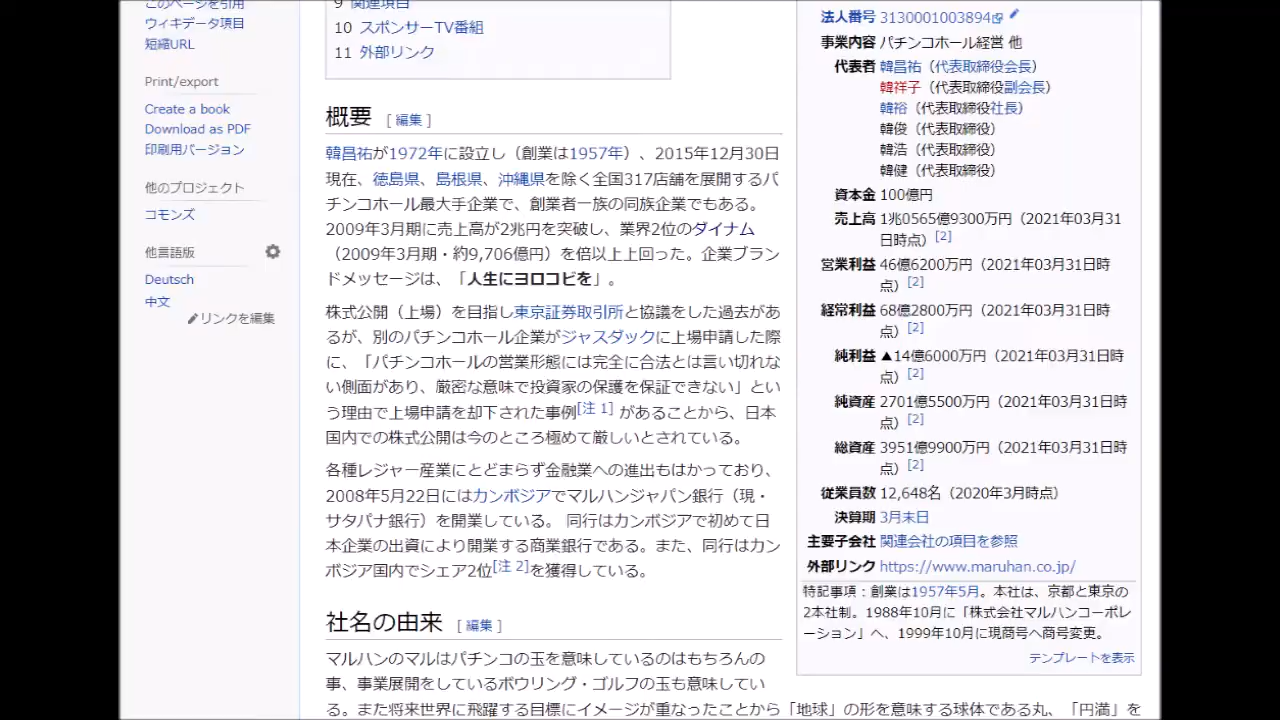 このページを引用
ウィキデータ項目
短縮URL
Print/export
Create a book
Download as PDF
印刷用バージョン
他のプロジェクト
コモンズ
他言語版
Deutsch
中文
リンクを編集
9 関連項目
10 スポンサーTV番組
11 外部リンク
概要 [ 編集 ]
韓昌祐が1972年に設立し（創業は1957年）、2015年12月30日
現在、徳島県、島根県、沖縄県を除く全国317店舗を展開するパ
チンコホール最大手企業で、創業者一族の同族企業でもある。
2009年3月期に売上高が2兆円を突破し、業界2位のダイナム
（2009年3月期・約9,706億円）を倍以上上回った。企業ブラン
ドメッセージは、「人生にヨロコビを」。
株式公開（上場）を目指し東京証券取引所と協議をした過去があ
るが、別のパチンコホール企業がジャスダックに上場申請した際
に、「パチンコホールの営業形態には完全に合法とは言い切れな
い側面があり、厳密な意味で投資家の保護を保証できない」とい
う理由で上場申請を却下された事例[注 1] があることから、日本
国内での株式公開は今のところ極めて厳しいとされている。
各種レジャー産業にとどまらず金融業への進出もはかっており、
2008年5月22日にはカンボジアでマルハンジャパン銀行（現・
サタパナ銀行）を開業している。 同行はカンボジアで初めて日
本企業の出資により開業する商業銀行である。また、同行はカン
ボジア国内でシェア2位[注 2]を獲得している。
社名の由来 [ 編集 ]
マルハンのマルはパチンコの玉を意味しているのはもちろんの
事、事業展開をしているボウリング・ゴルフの玉も意味してい
る。また将来世界に飛躍する目標にイメージが重なったことから「地球」の形を意味する球体である丸、「円満」を
法人番号 3130001003894
事業内容 パチンコホール経営 他
代表者 韓昌祐（代表取締役会長）
韓祥子（代表取締役副会長）
韓裕（代表取締役社長）
韓俊（代表取締役）
韓浩（代表取締役）
韓健（代表取締役）
資本金 100億円
売上高 1兆0565億9300万円（2021年03月31
日時点）[2]
営業利益 46億6200万円（2021年03月31日時
点）[2]
経常利益 68億2800万円（2021年03月31日時
点）[2]
純利益 ▲14億6000万円（2021年03月31日時
点）[2]
純資産 2701億5500万円（2021年03月31日時
点）[2]
総資産 3951億9900万円（2021年03月31日時
点）[2]
従業員数 12,648名（2020年3月時点）
決算期 3月末日
主要子会社 関連会社の項目を参照
外部リンク https://www.maruhan.co.jp/
特記事項：創業は1957年5月。本社は、京都と東京の
2本社制。1988年10月に「株式会社マルハンコーポレ
ーション」へ、1999年10月に現商号へ商号変更。
テンプレートを表示